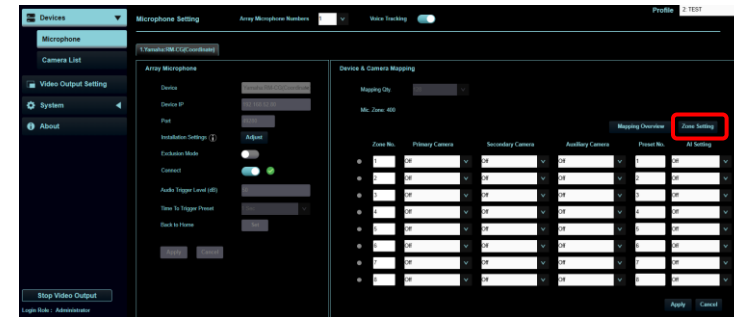 Profile 2: TEST
Devices
Microphone
Camera List
Video Output Setting
System
About
Stop Video Output
Login Role : Administrator
Microphone Setting Array Microphone Numbers Voice Tracking
1.Yamaha RM-CG(Coordinate)
Array Microphone
Device Yamaha RM-CG(Coordinate
Device IP
Port
Installation Settings Adjust
Exclusion Mode
Connect
Audio Trigger Level (dB)
Time To Trigger Preset
Back to Home Set
Apply Cancel
Device & Camera Mapping
Mapping Qty
Mic. Zone: 400
Mapping Overview Zone Setting
Zone No. Primary Camera Secondary Camera Auxiliary Camera Preset No. AI Setting
1 Off Off Off 1 Off
2 Off Off Off 2 Off
3 Off Off Off 3 Off
4 Off Off Off 4 Off
5 Off Off Off 5 Off
6 Off Off Off 6 Off
7 Off Off Off 7 Off
8 Off Off Off 8 Off
Apply Cancel